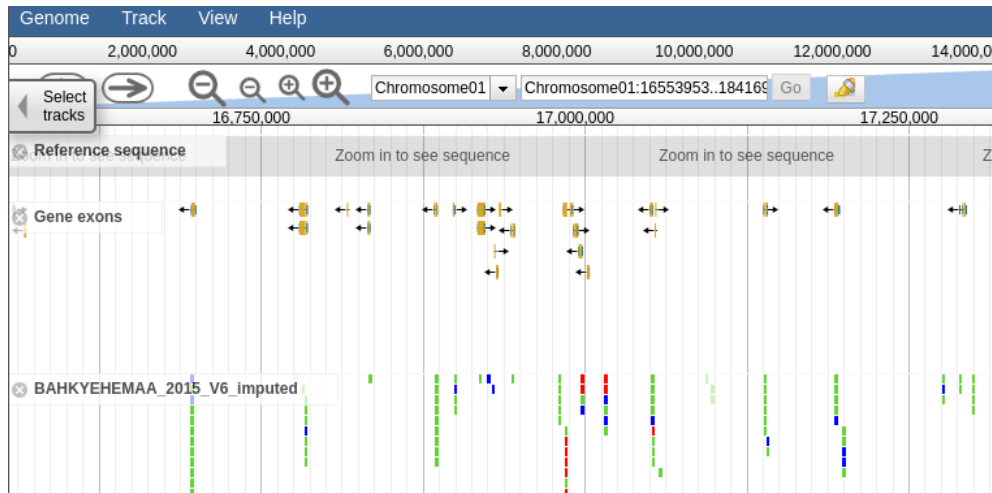 Genome Track View Help
0 2,000,000 4,000,000 6,000,000 8,000,000 10,000,000 12,000,000 14,000,0
Select tracks
Chromosome01 Chromosome01:16553953..184169 Go
16,750,000 17,000,000 17,250,000
Reference sequence Zoom in to see sequence Zoom in to see sequence Z
Gene exons
BAHKYEHEMAA_2015_V6_imputed